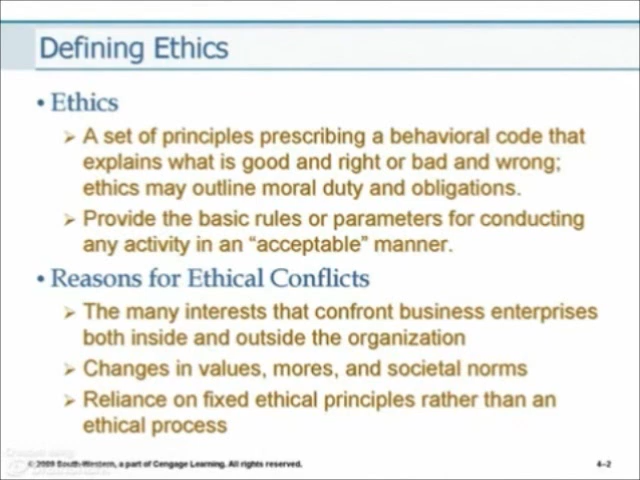 Defining Ethics
• Ethics
➢ A set of principles prescribing a behavioral code that
explains what is good and right or bad and wrong;
ethics may outline moral duty and obligations.
➢ Provide the basic rules or parameters for conducting
any activity in an “acceptable” manner.
• Reasons for Ethical Conflicts
➢ The many interests that confront business enterprises
both inside and outside the organization
➢ Changes in values, mores, and societal norms
➢ Reliance on fixed ethical principles rather than an
ethical process
© 2009 South-Western, a part of Cengage Learning. All rights reserved.
4–2